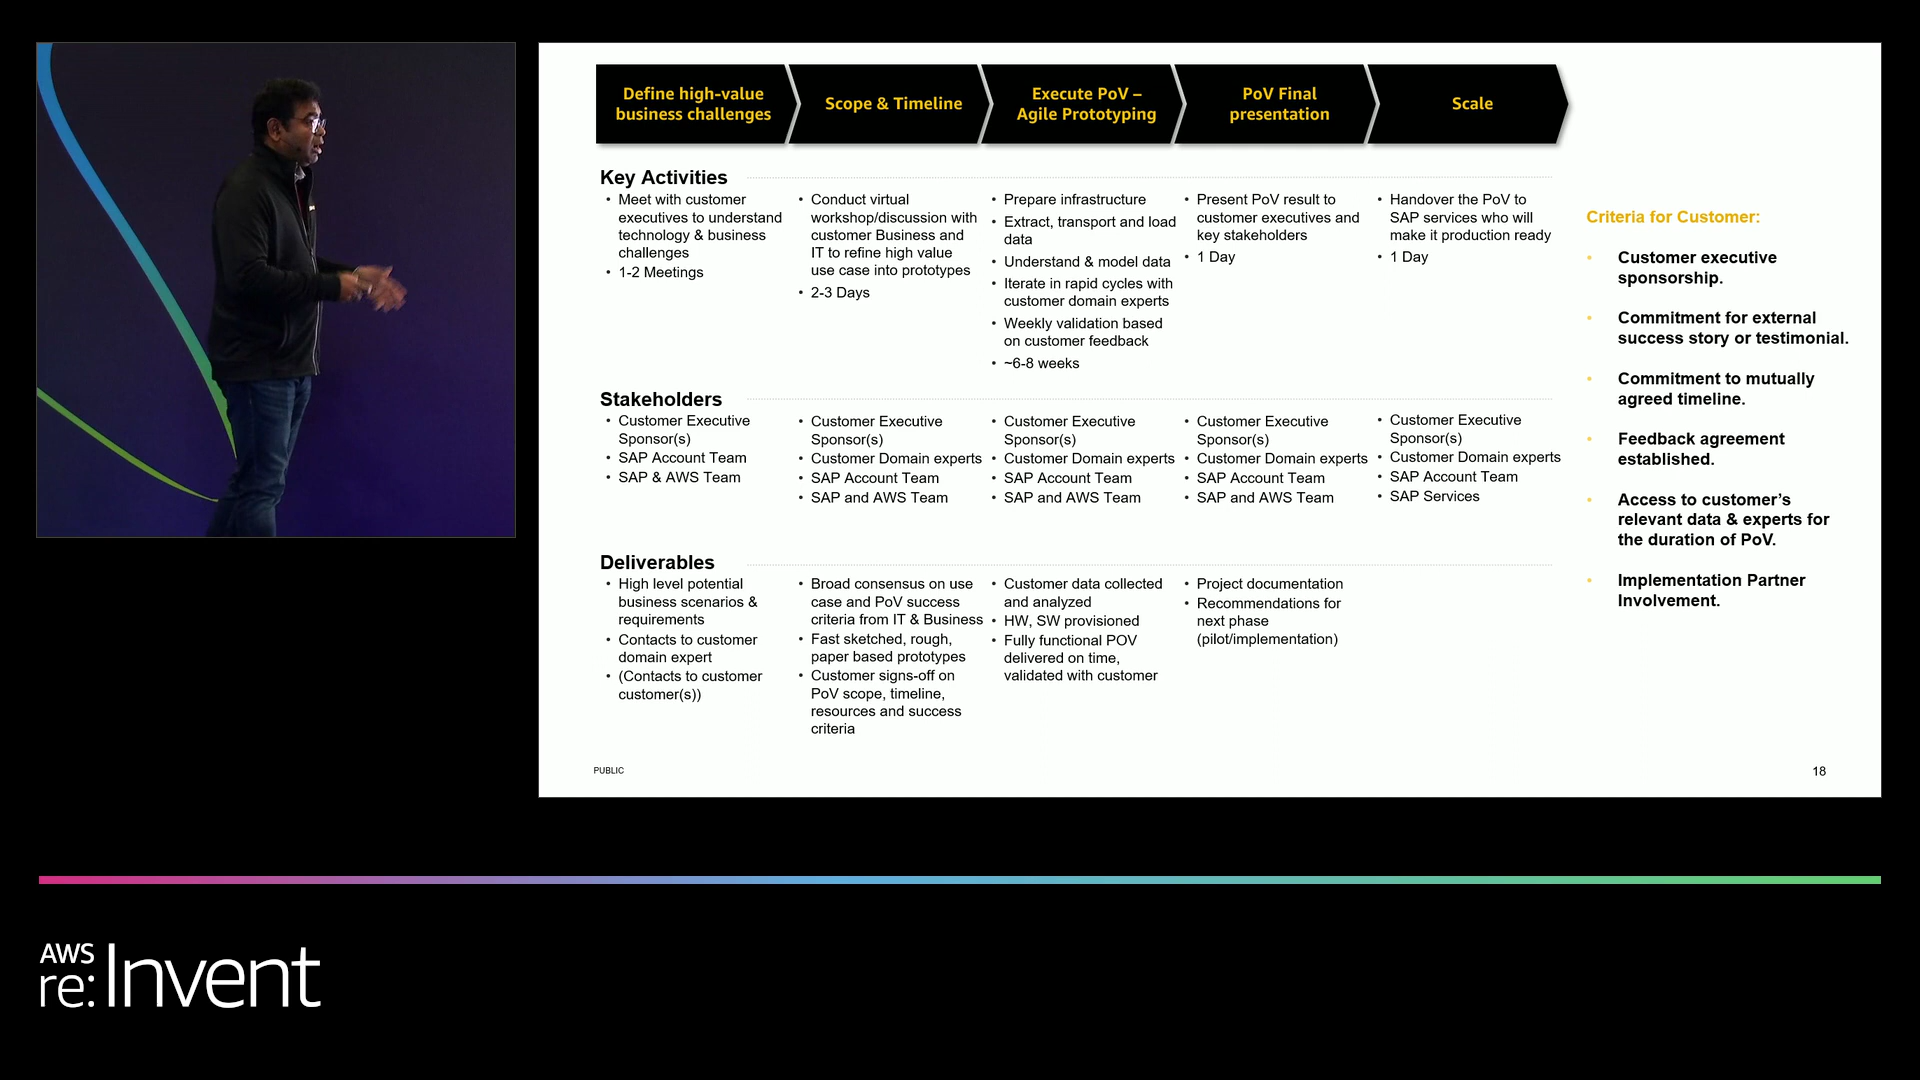 Define high-value
business challenges
Scope & Timeline
Execute PoV –
Agile Prototyping
PoV Final
presentation
Scale
Key Activities
• Meet with customer
executives to understand
technology & business
challenges
• 1-2 Meetings
• Conduct virtual
workshop/discussion with
customer Business and
IT to refine high value
use case into prototypes
• 2-3 Days
• Prepare infrastructure
• Extract, transport and load
data
• Understand & model data
• Iterate in rapid cycles with
customer domain experts
• Weekly validation based
on customer feedback
• ~6-8 weeks
• Present PoV result to
customer executives and
key stakeholders
• 1 Day
• Handover the PoV to
SAP services who will
make it production ready
• 1 Day
Stakeholders
• Customer Executive
Sponsor(s)
• SAP Account Team
• SAP & AWS Team
• Customer Executive
Sponsor(s)
• Customer Domain experts
• SAP Account Team
• SAP and AWS Team
• Customer Executive
Sponsor(s)
• Customer Domain experts
• SAP Account Team
• SAP and AWS Team
• Customer Executive
Sponsor(s)
• Customer Domain experts
• SAP Account Team
• SAP and AWS Team
• Customer Executive
Sponsor(s)
• Customer Domain experts
• SAP Account Team
• SAP Services
Deliverables
• High level potential
business scenarios &
requirements
• Contacts to customer
domain expert
• (Contacts to customer
customer(s))
• Broad consensus on use
case and PoV success
criteria from IT & Business
• Fast sketched, rough,
paper based prototypes
• Customer signs-off on
PoV scope, timeline,
resources and success
criteria
• Customer data collected
and analyzed
• HW, SW provisioned
• Fully functional POV
delivered on time,
validated with customer
• Project documentation
• Recommendations for
next phase
(pilot/implementation)
Criteria for Customer:
• Customer executive
sponsorship.
• Commitment for external
success story or testimonial.
• Commitment to mutually
agreed timeline.
• Feedback agreement
established.
• Access to customer’s
relevant data & experts for
the duration of PoV.
• Implementation Partner
Involvement.
PUBLIC
18
AWS
re:Invent